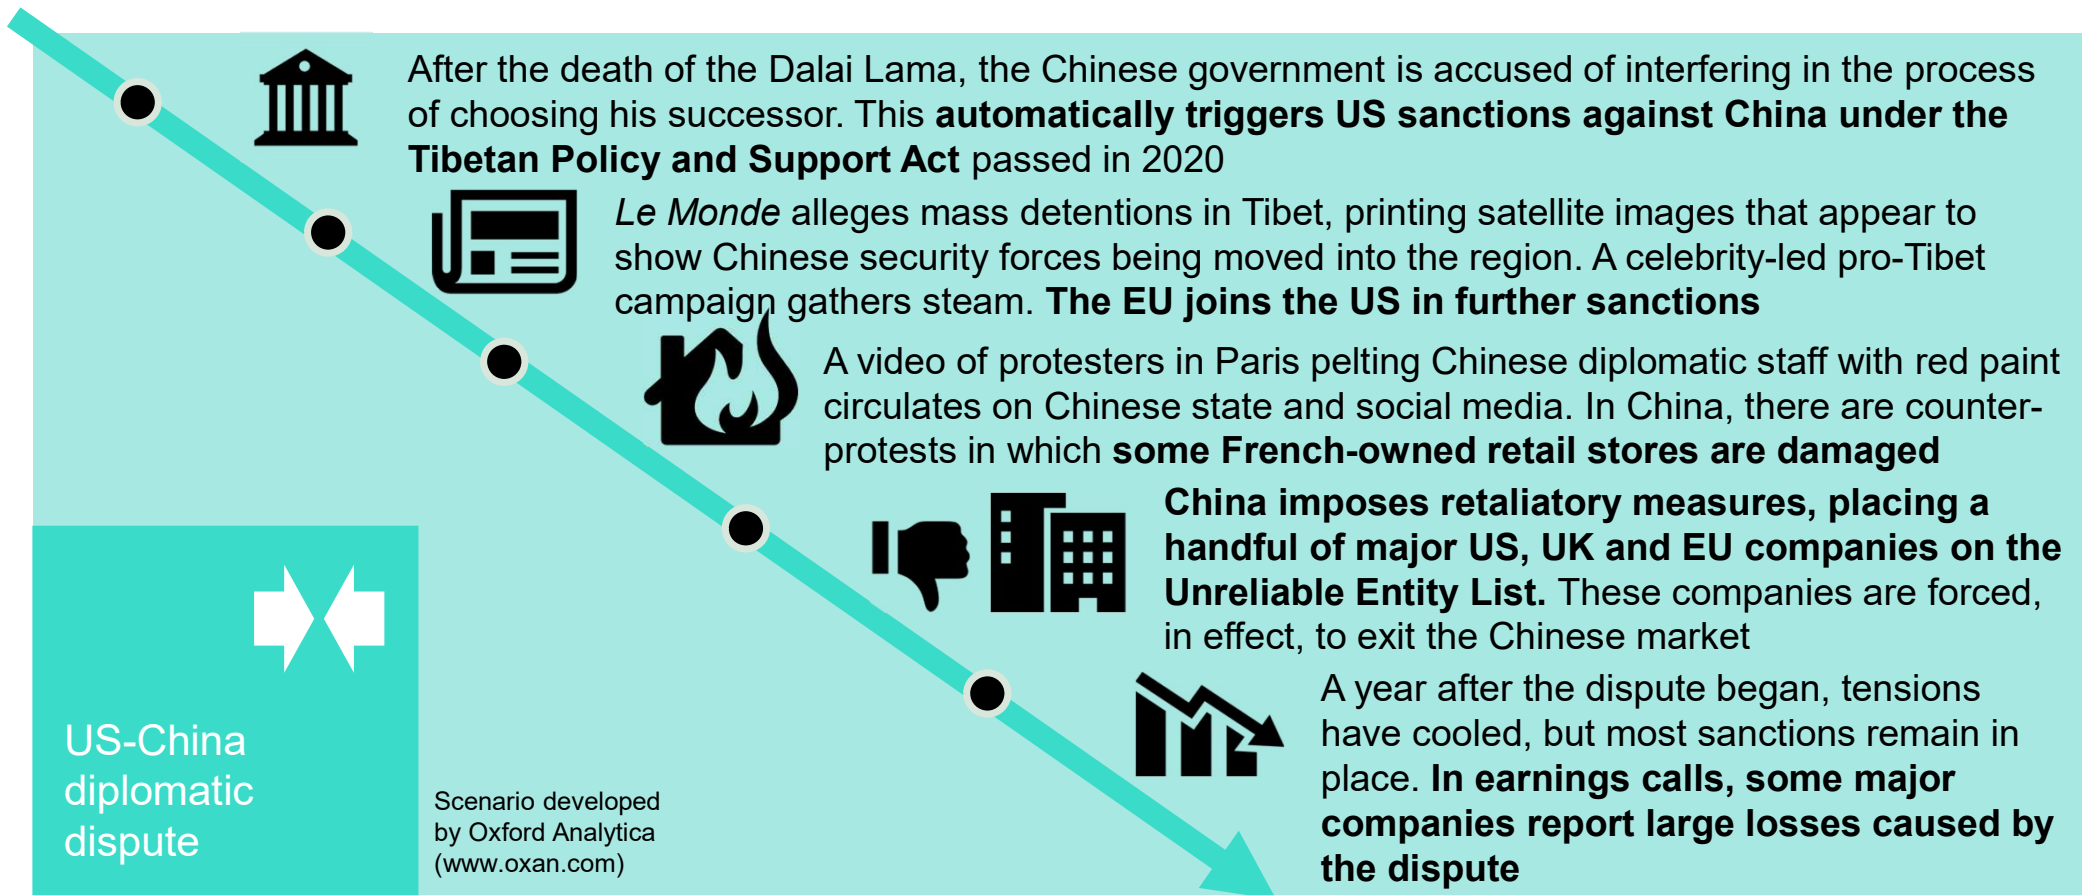 After the death of the Dalai Lama, the Chinese government is accused of interfering in the process
of choosing his successor. This automatically triggers US sanctions against China under the
Tibetan Policy and Support Act passed in 2020
Le Monde alleges mass detentions in Tibet, printing satellite images that appear to
show Chinese security forces being moved into the region. A celebrity-led pro-Tibet
campaign gathers steam. The EU joins the US in further sanctions
A video of protesters in Paris pelting Chinese diplomatic staff with red paint
circulates on Chinese state and social media. In China, there are counter-
protests in which some French-owned retail stores are damaged
China imposes retaliatory measures, placing a
handful of major US, UK and EU companies on the
Unreliable Entity List. These companies are forced,
in effect, to exit the Chinese market
A year after the dispute began, tensions
have cooled, but most sanctions remain in
place. In earnings calls, some major
companies report large losses caused by
the dispute
US-China
diplomatic
dispute
Scenario developed
by Oxford Analytica
(www.oxan.com)